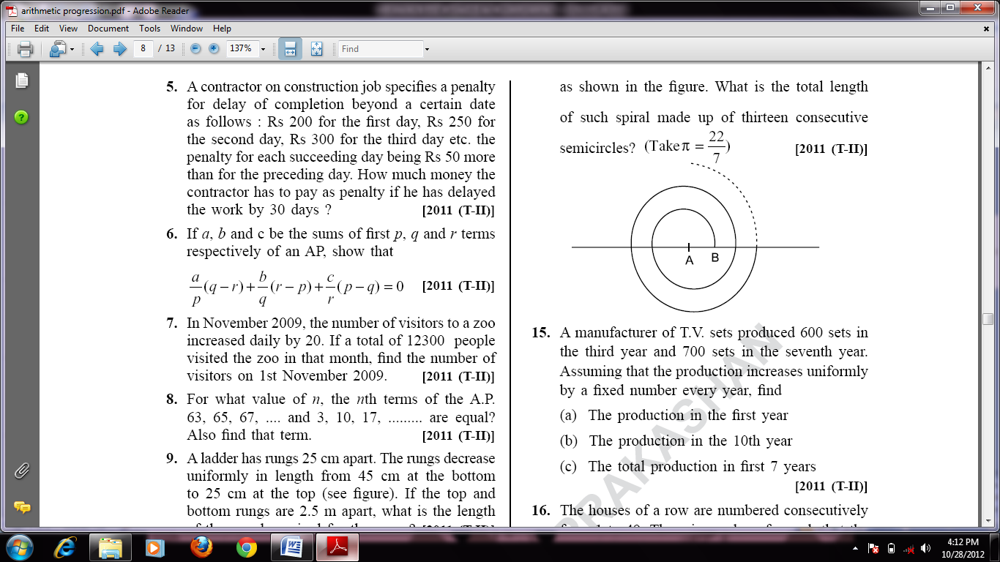 arithmetic progression.pdf - Adobe Reader
File Edit View Document Tools Window Help
8 / 13 137% Find
5. A contractor on construction job specifies a penalty
for delay of completion beyond a certain date
as follows : Rs 200 for the first day, Rs 250 for
the second day, Rs 300 for the third day etc. the
penalty for each succeeding day being Rs 50 more
than for the preceding day. How much money the
contractor has to pay as penalty if he has delayed
the work by 30 days ? [2011 (T-II)]
6. If a, b and c be the sums of first p, q and r terms
respectively of an AP, show that
a/p (q – r) + b/q (r – p) + c/r (p – q) = 0 [2011 (T-II)]
7. In November 2009, the number of visitors to a zoo
increased daily by 20. If a total of 12300 people
visited the zoo in that month, find the number of
visitors on 1st November 2009. [2011 (T-II)]
8. For what value of n, the nth terms of the A.P.
63, 65, 67, .... and 3, 10, 17, ......... are equal?
Also find that term. [2011 (T-II)]
9. A ladder has rungs 25 cm apart. The rungs decrease
uniformly in length from 45 cm at the bottom
to 25 cm at the top (see figure). If the top and
bottom rungs are 2.5 m apart, what is the length
as shown in the figure. What is the total length
of such spiral made up of thirteen consecutive
semicircles? (Take π = 22/7) [2011 (T-II)]
A B
15. A manufacturer of T.V. sets produced 600 sets in
the third year and 700 sets in the seventh year.
Assuming that the production increases uniformly
by a fixed number every year, find
(a) The production in the first year
(b) The production in the 10th year
(c) The total production in first 7 years
[2011 (T-II)]
16. The houses of a row are numbered consecutively
PRAKASHAN
4:12 PM
10/28/2012